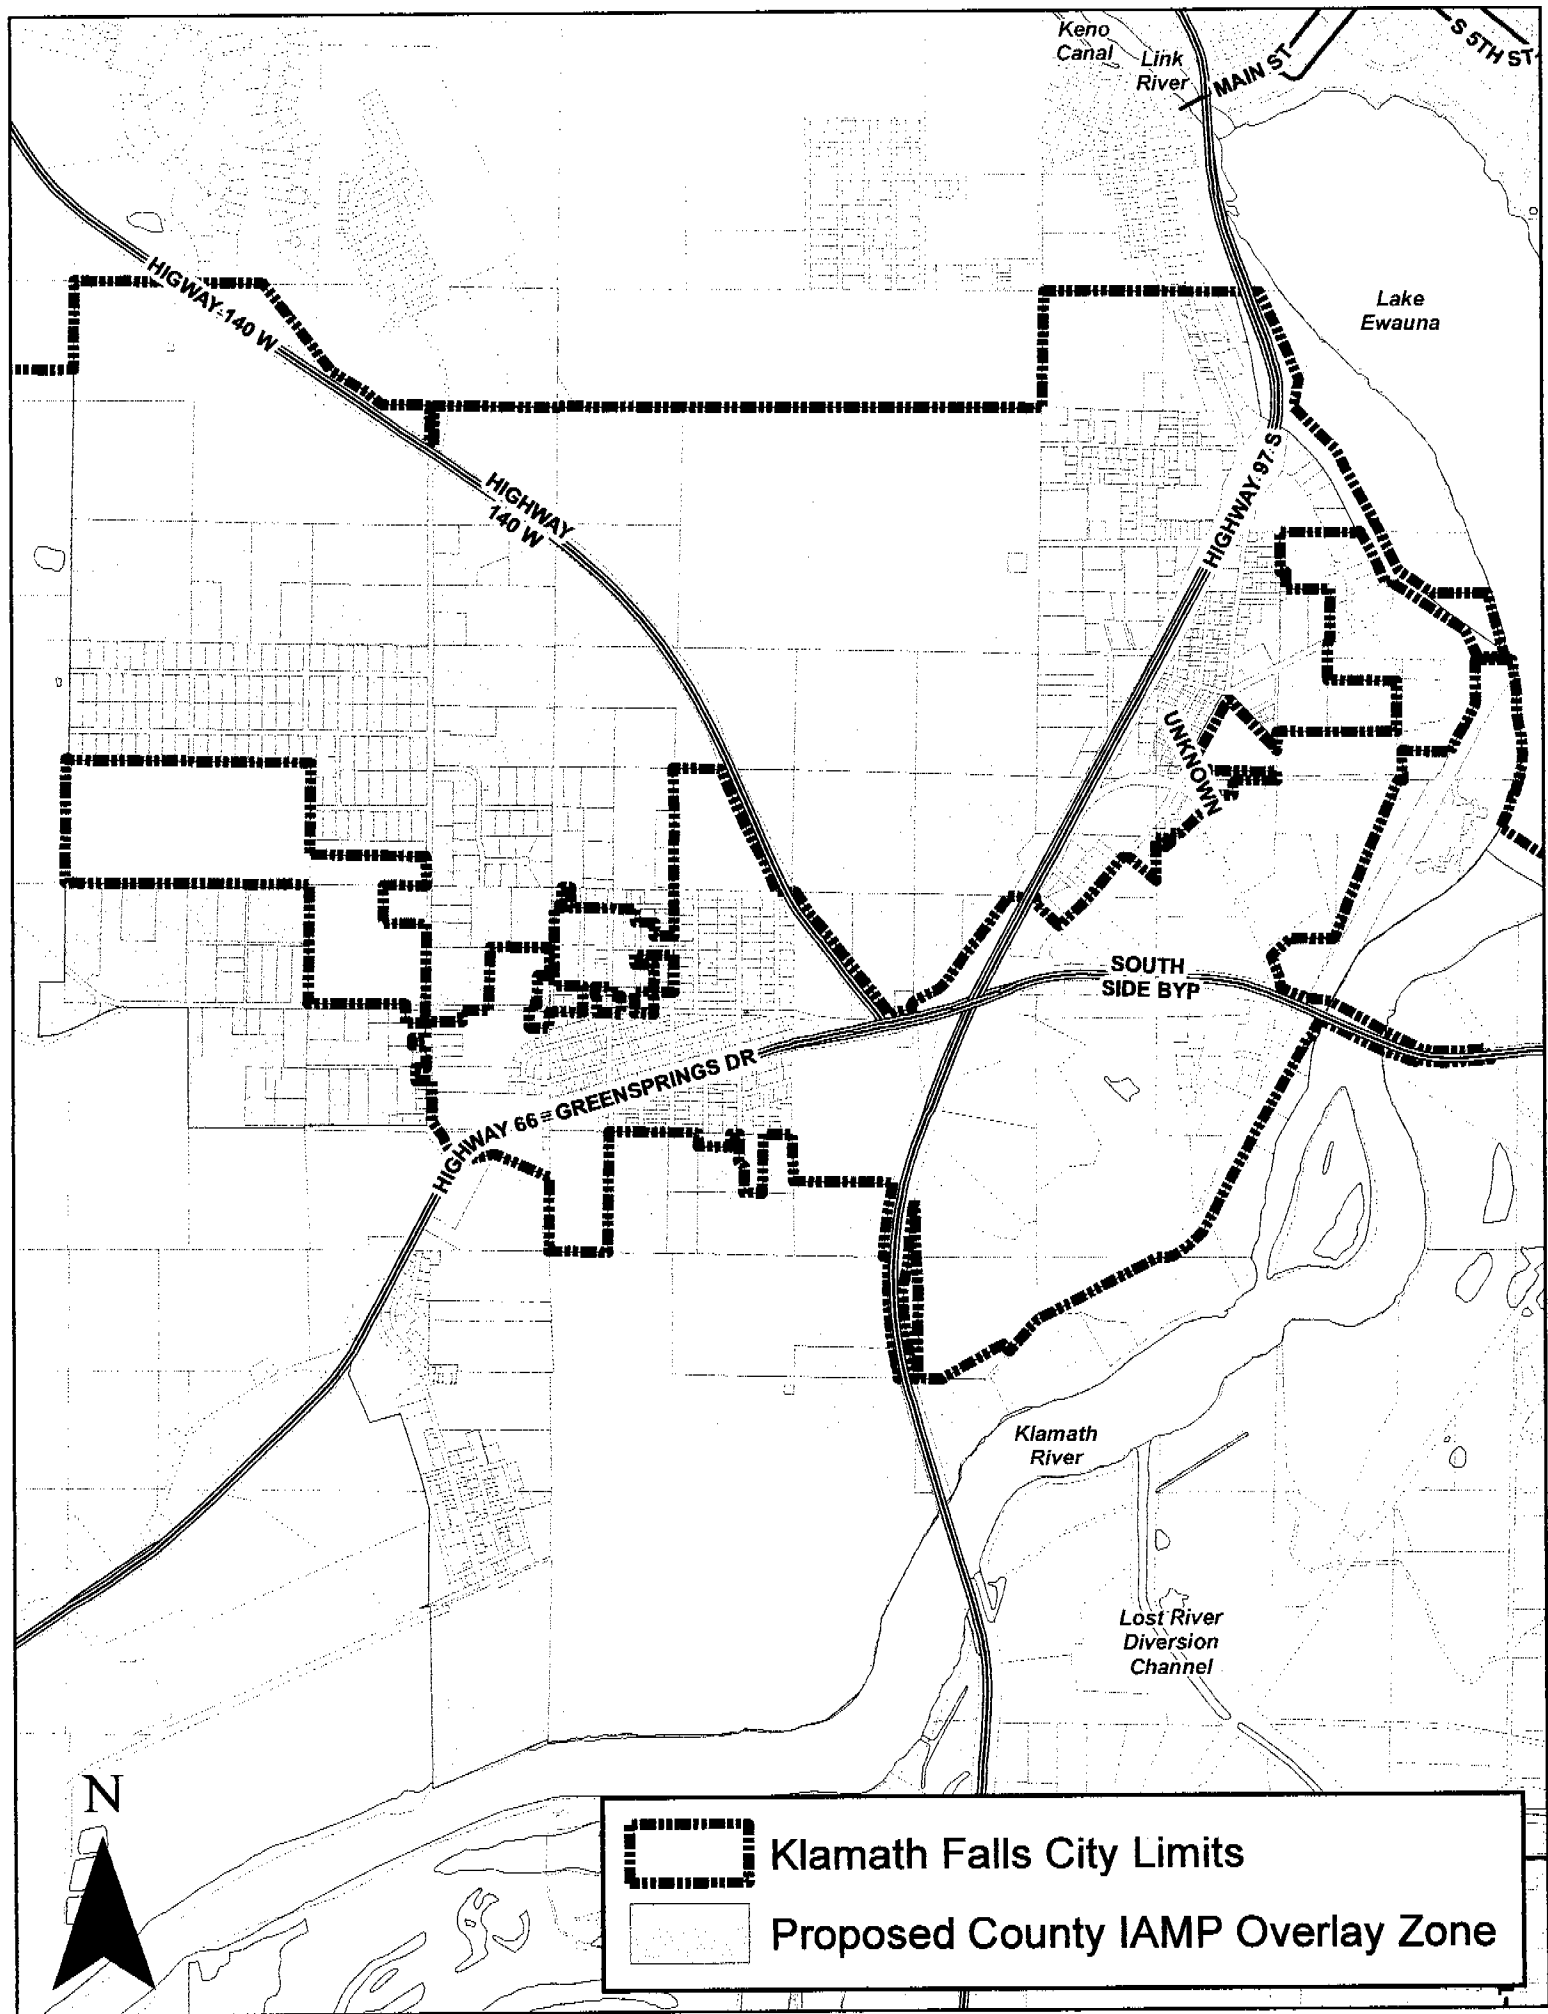 Keno
Canal
Link
River
MAIN ST
S 5TH ST
Lake
Ewauna
HIGWAY 140 W
HIGHWAY
140 W
HIGHWAY 97 S
UNKNOWN
SOUTH
SIDE BYP
HIGHWAY 66 - GREENSPRINGS DR
Klamath
River
Lost River
Diversion
Channel
N
Klamath Falls City Limits
Proposed County IAMP Overlay Zone